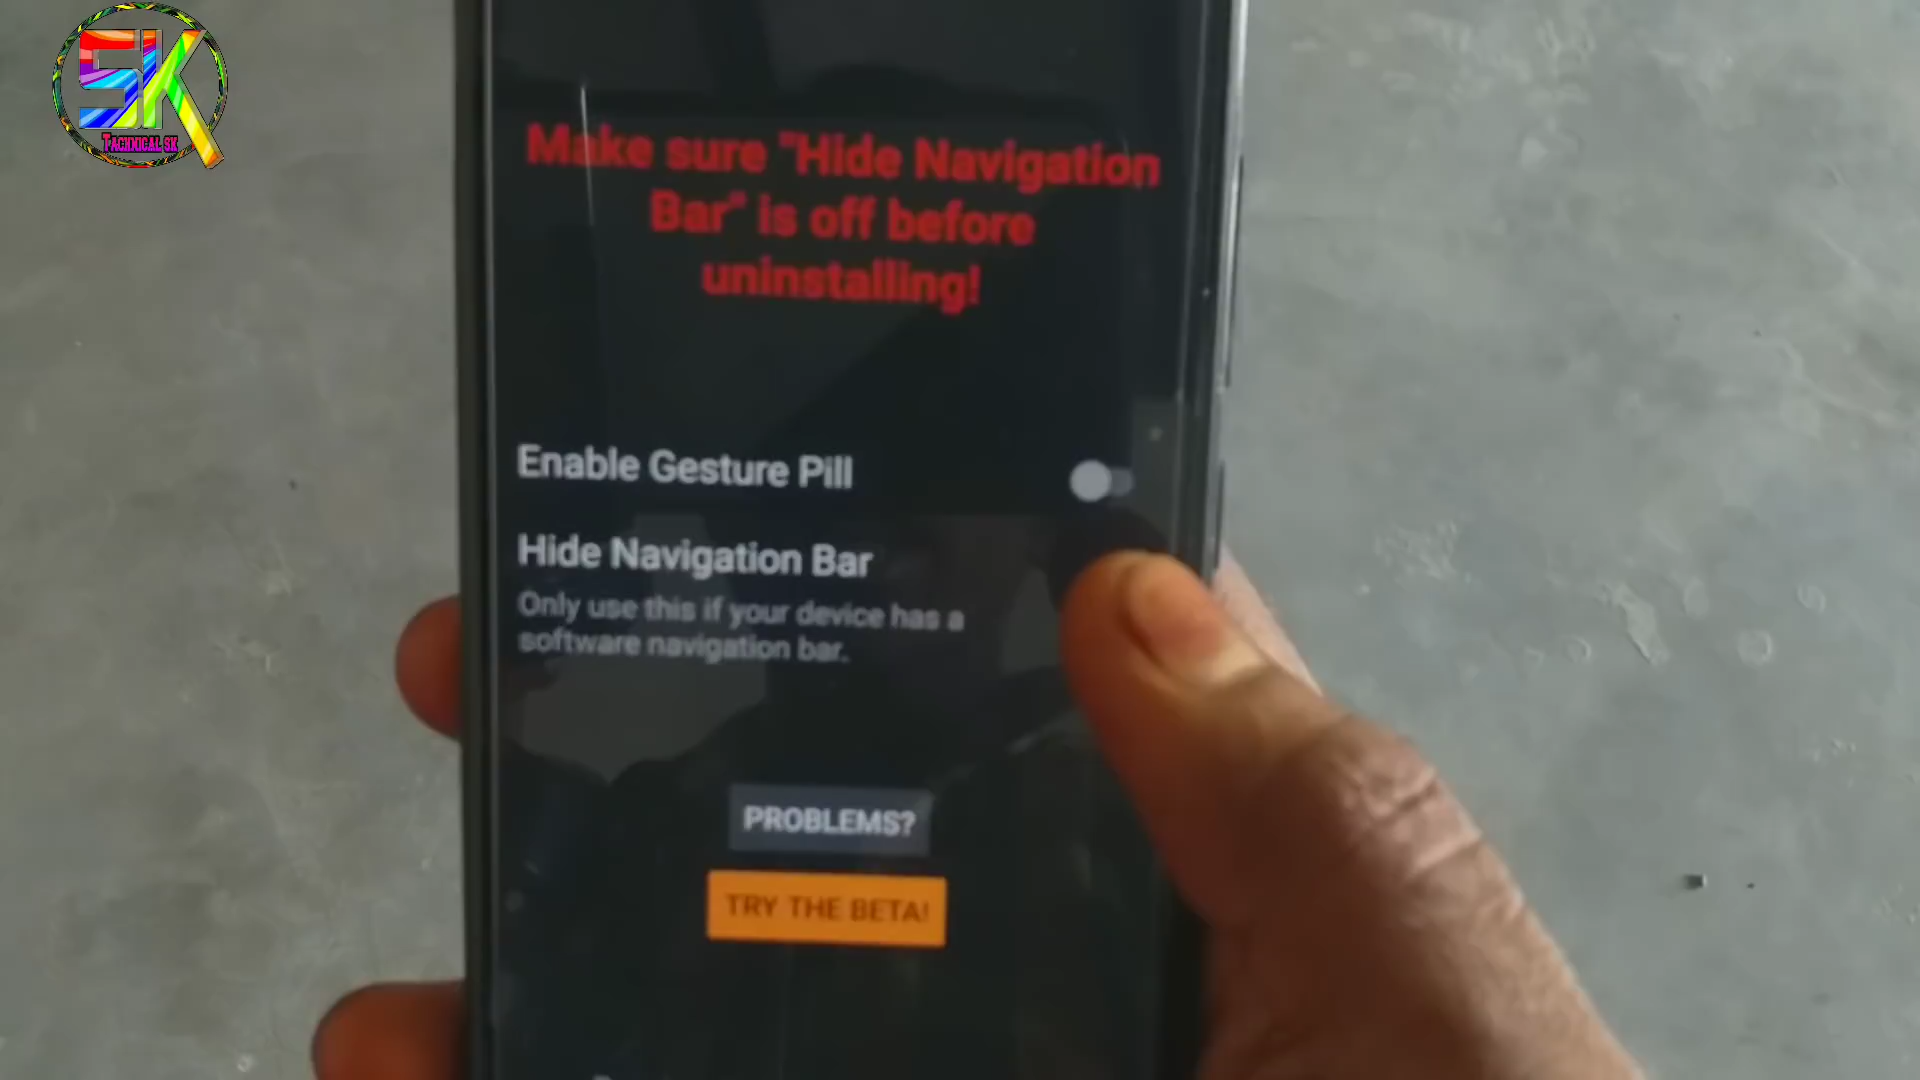 SK
TACHNICAL SK
Make sure "Hide Navigation
Bar" is off before
uninstalling!
Enable Gesture Pill
Hide Navigation Bar
Only use this if your device has a
software navigation bar.
PROBLEMS?
TRY THE BETA!